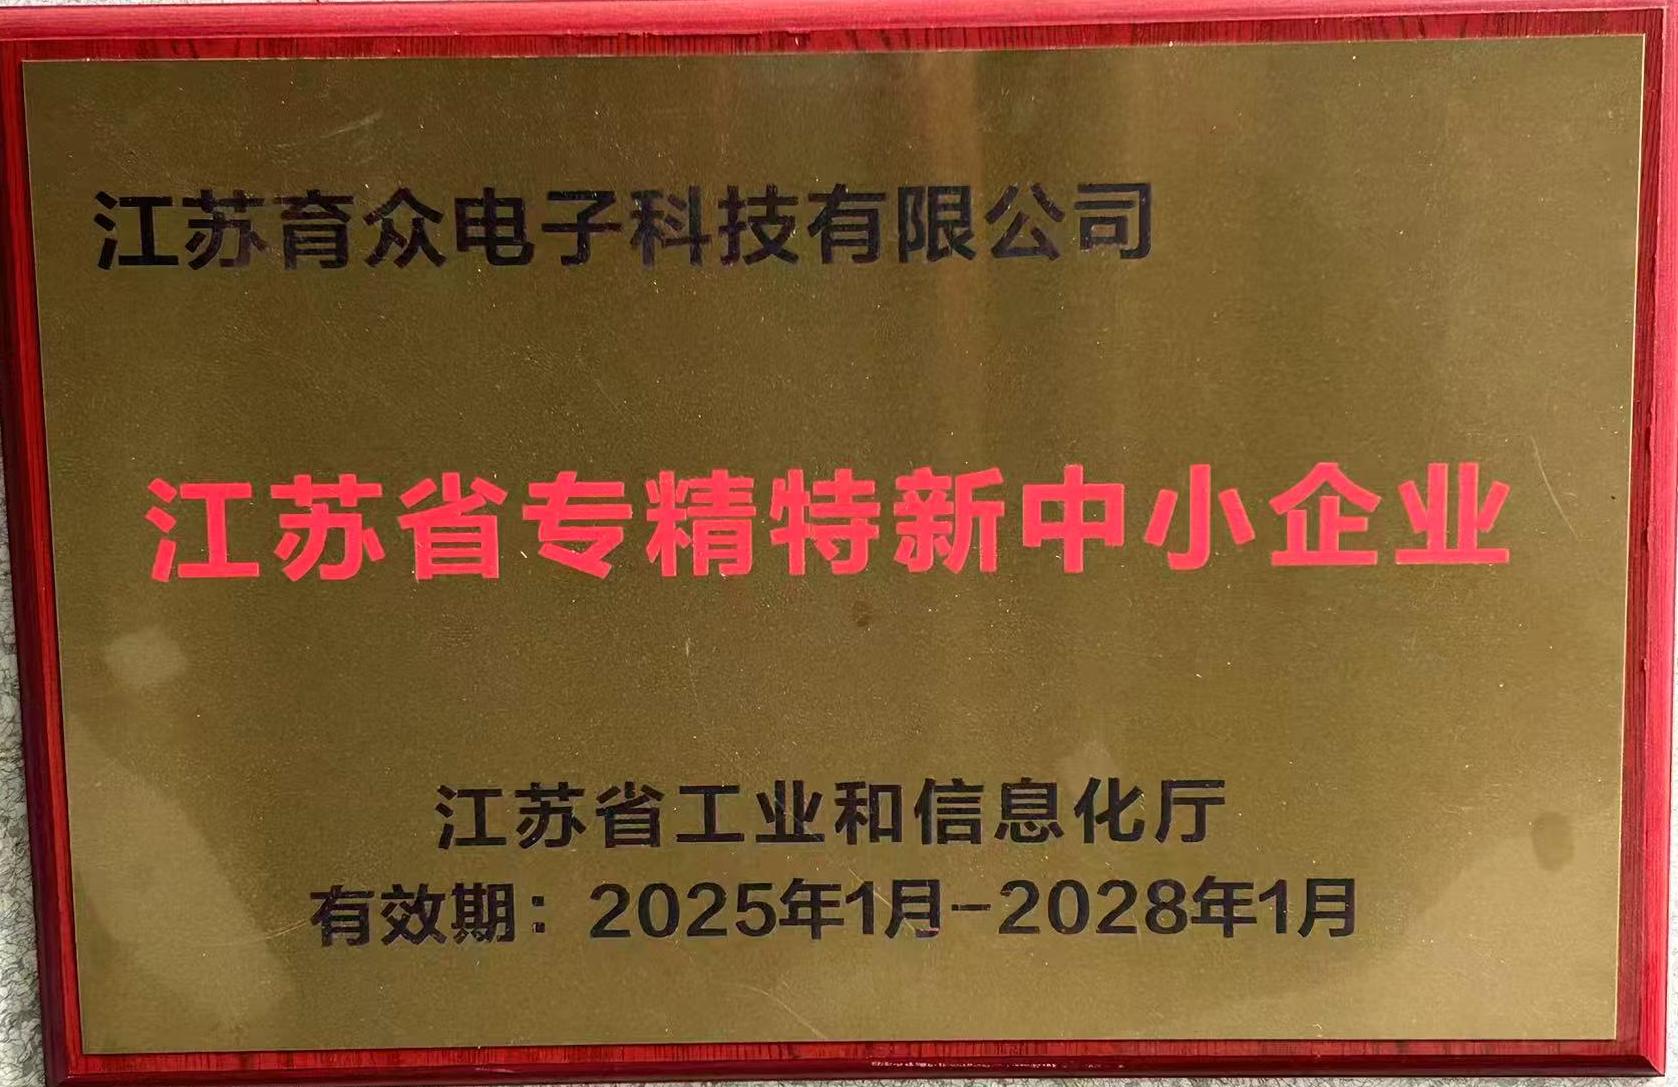 江苏育众电子科技有限公司
江苏省专精特新中小企业
江苏省工业和信息化厅
有效期：2025年1月-2028年1月